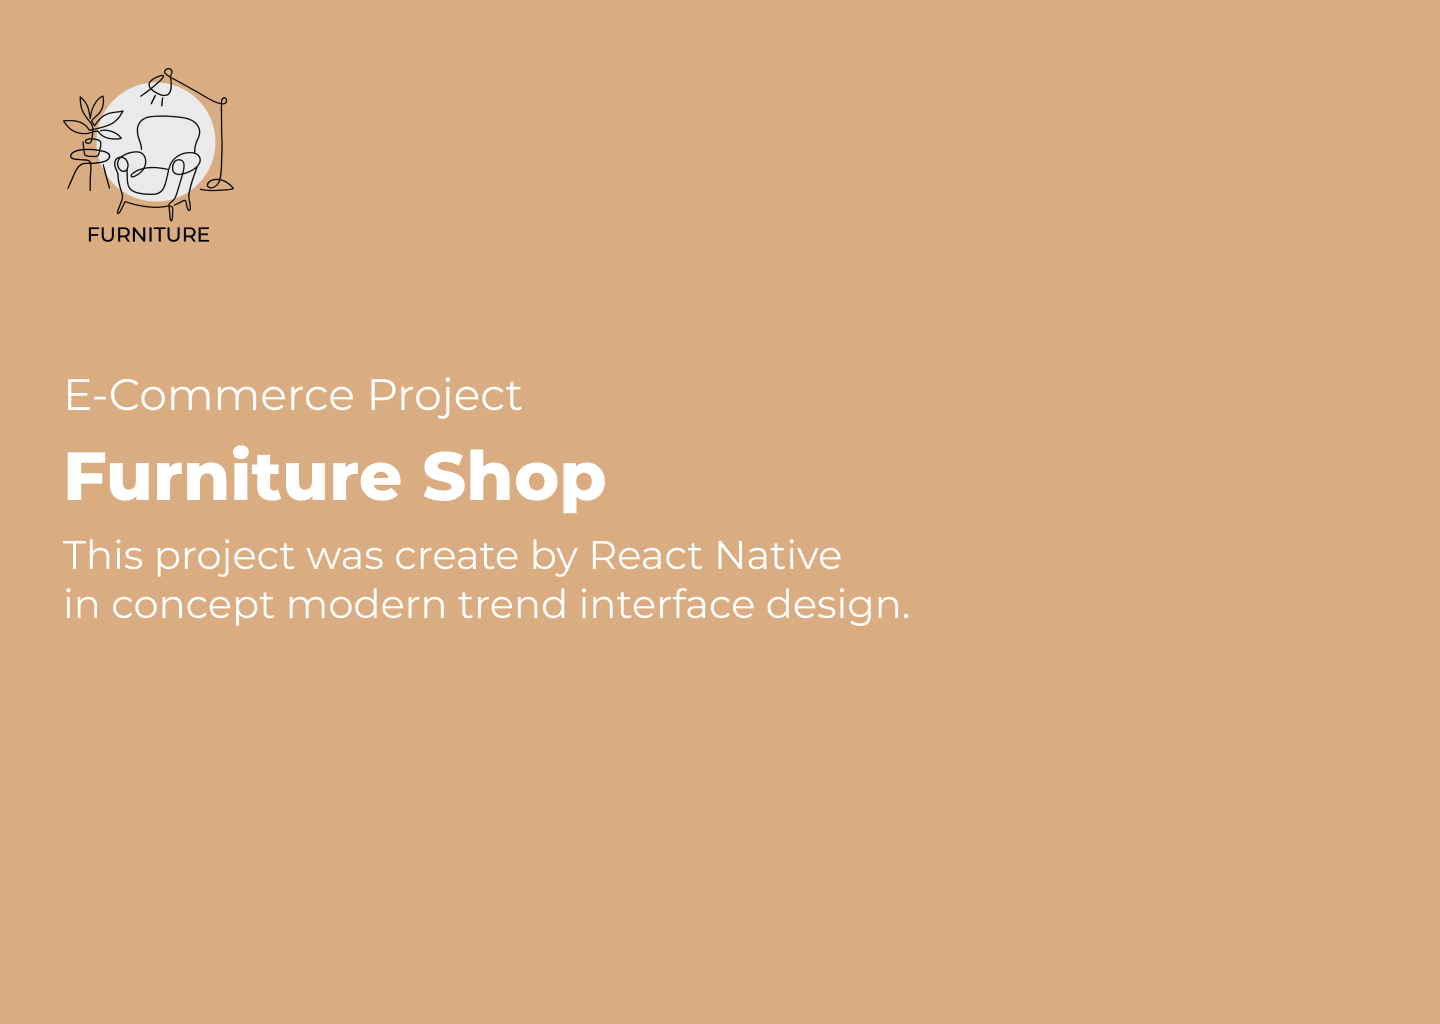 FURNITURE
E-Commerce Project
Furniture Shop
This project was create by React Native
in concept modern trend interface design.